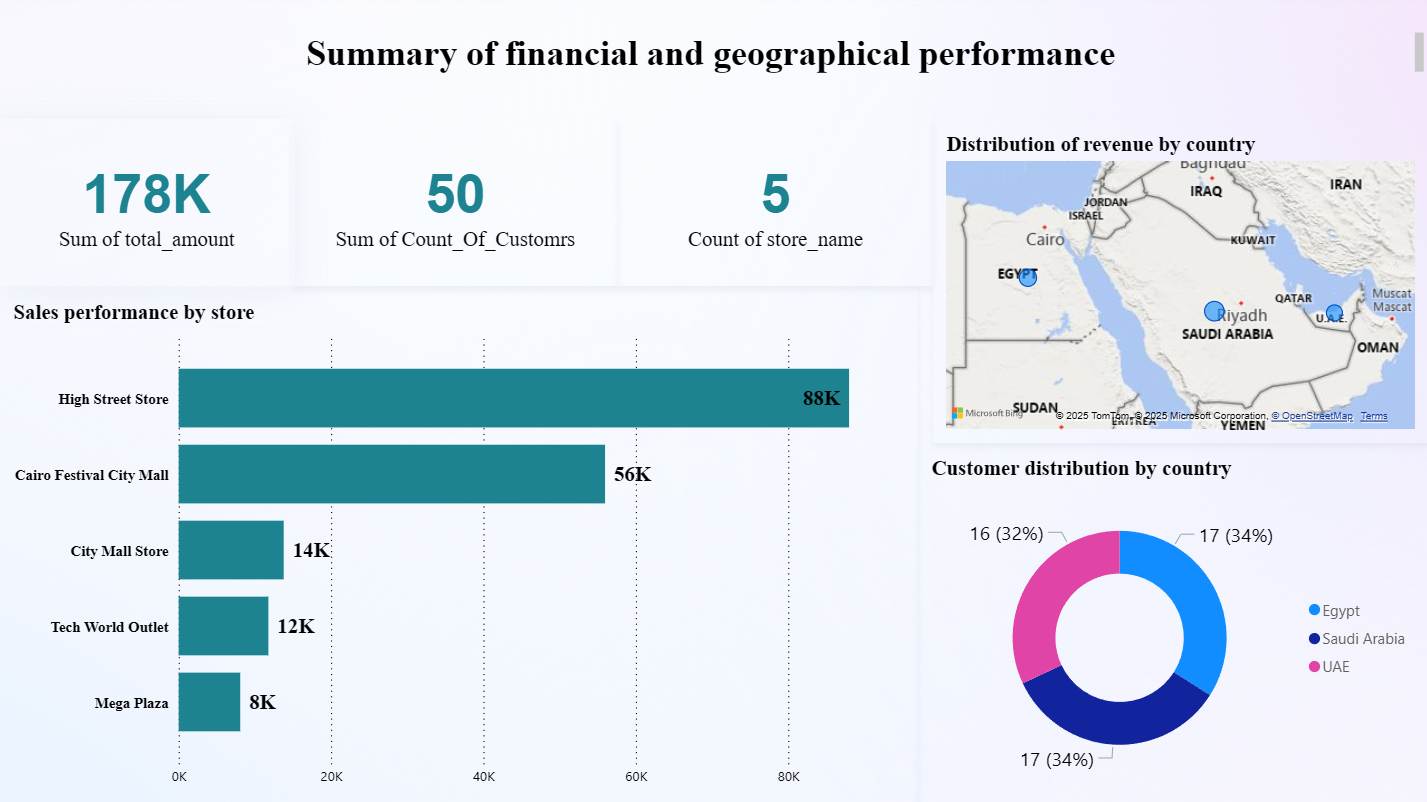 Summary of financial and geographical performance
178K
Sum of total_amount
50
Sum of Count_Of_Customrs
5
Count of store_name
Sales performance by store
High Street Store
88K
Cairo Festival City Mall
56K
City Mall Store
14K
Tech World Outlet
12K
Mega Plaza
8K
0K 20K 40K 60K 80K
Distribution of revenue by country
Baghdad
IRAQ
IRAN
JORDAN
ISRAEL
Cairo
KUWAIT
EGYPT
QATAR
Muscat
Mascat
Riyadh
U.A.E.
SAUDI ARABIA
OMAN
SUDAN
Microsoft Bing
© 2025 TomTom, © 2025 Microsoft Corporation, © OpenStreetMap Terms
ERITREA
YEMEN
Customer distribution by country
16 (32%)
17 (34%)
17 (34%)
Egypt
Saudi Arabia
UAE